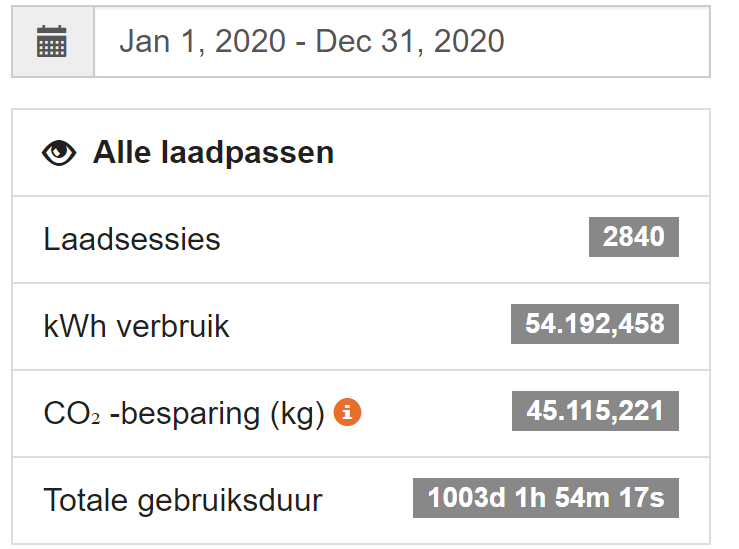 Jan 1, 2020 - Dec 31, 2020
Alle laadpassen
Laadsessies 2840
kWh verbruik 54.192,458
CO₂ -besparing (kg) 45.115,221
Totale gebruiksduur 1003d 1h 54m 17s